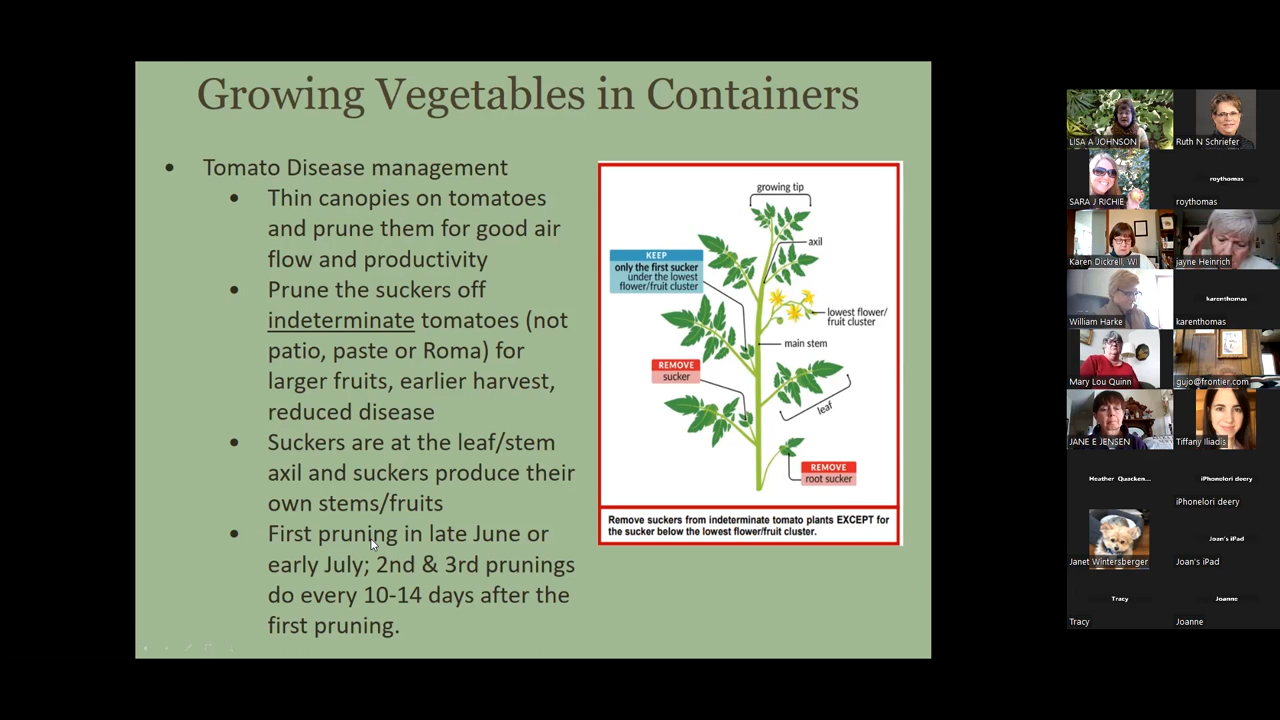 Growing Vegetables in Containers
• Tomato Disease management
• Thin canopies on tomatoes
and prune them for good air
flow and productivity
• Prune the suckers off
indeterminate tomatoes (not
patio, paste or Roma) for
larger fruits, earlier harvest,
reduced disease
• Suckers are at the leaf/stem
axil and suckers produce their
own stems/fruits
• First pruning in late June or
early July; 2nd & 3rd prunings
do every 10-14 days after the
first pruning.
growing tip
axil
KEEP
only the first sucker
under the lowest
flower/fruit cluster
lowest flower/
fruit cluster
main stem
REMOVE
sucker
leaf
REMOVE
root sucker
Remove suckers from indeterminate tomato plants EXCEPT for
the sucker below the lowest flower/fruit cluster.
LISA A JOHNSON
Ruth N Schriefer
SARA J RICHIE
roythomas
roythomas
Karen Dickrell, WI
jayne Heinrich
William Harke
karenthomas
karenthomas
Mary Lou Quinn
gujo@frontier.com
JANE E JENSEN
Tiffany Iliadis
Heather Quacken...
iPhonelori deery
iPhonelori deery
Janet Wintersberger
Joan's iPad
Joan's iPad
Tracy
Tracy
Joanne
Joanne